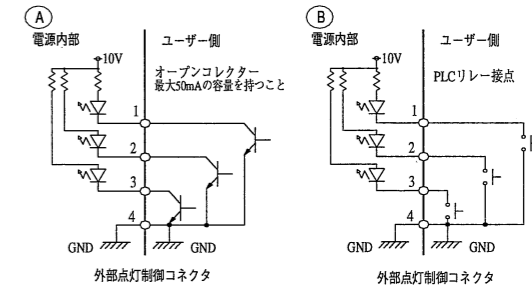 A
電源内部
ユーザー側
10V
オープンコレクター
最大50mAの容量を持つこと
1
2
3
4
GND
GND
外部点灯制御コネクタ
B
電源内部
ユーザー側
10V
PLCリレー接点
1
2
3
4
GND
GND
外部点灯制御コネクタ